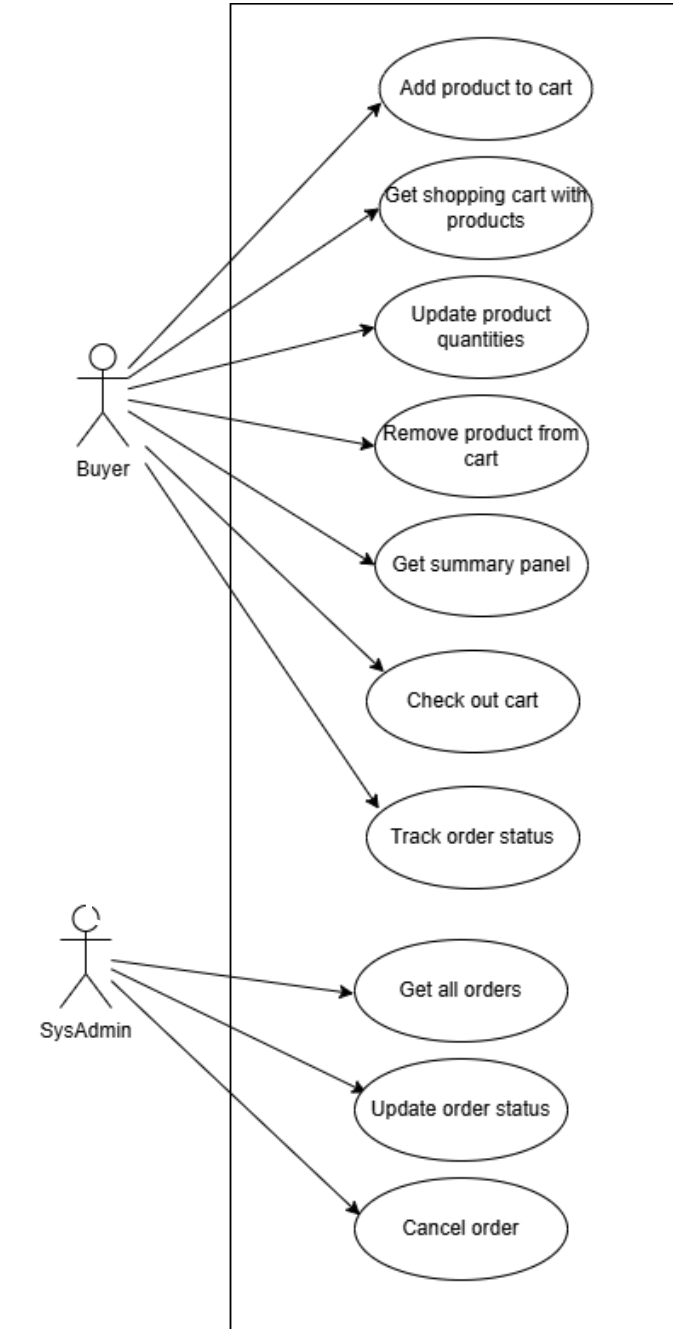 Add product to cart
Get shopping cart with
products
Update product
quantities
Buyer
Remove product from
cart
Get summary panel
Check out cart
Track order status
SysAdmin
Get all orders
Update order status
Cancel order